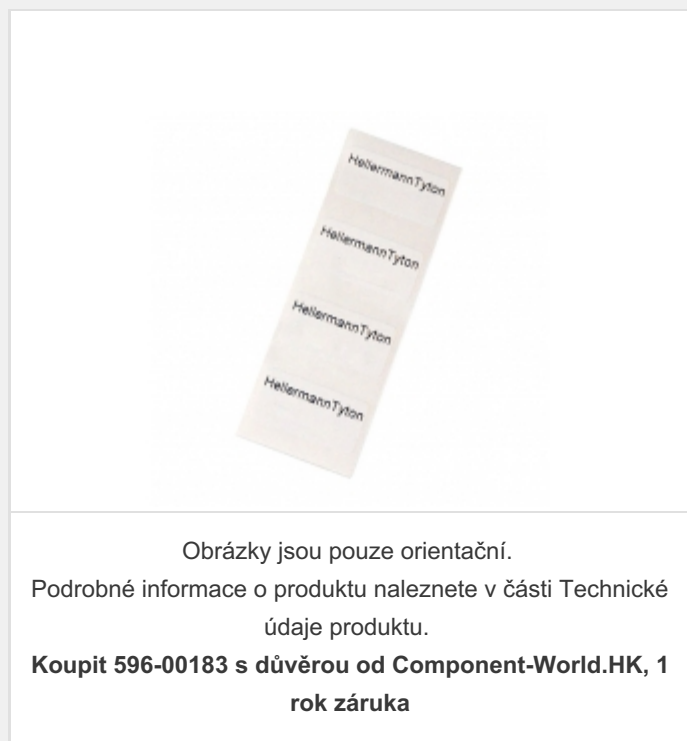 HellermannTyton
HellermannTyton
HellermannTyton
HellermannTyton
Obrázky jsou pouze orientační.
Podrobné informace o produktu naleznete v části Technické
údaje produktu.
Koupit 596-00183 s důvěrou od Component-World.HK, 1
rok záruka